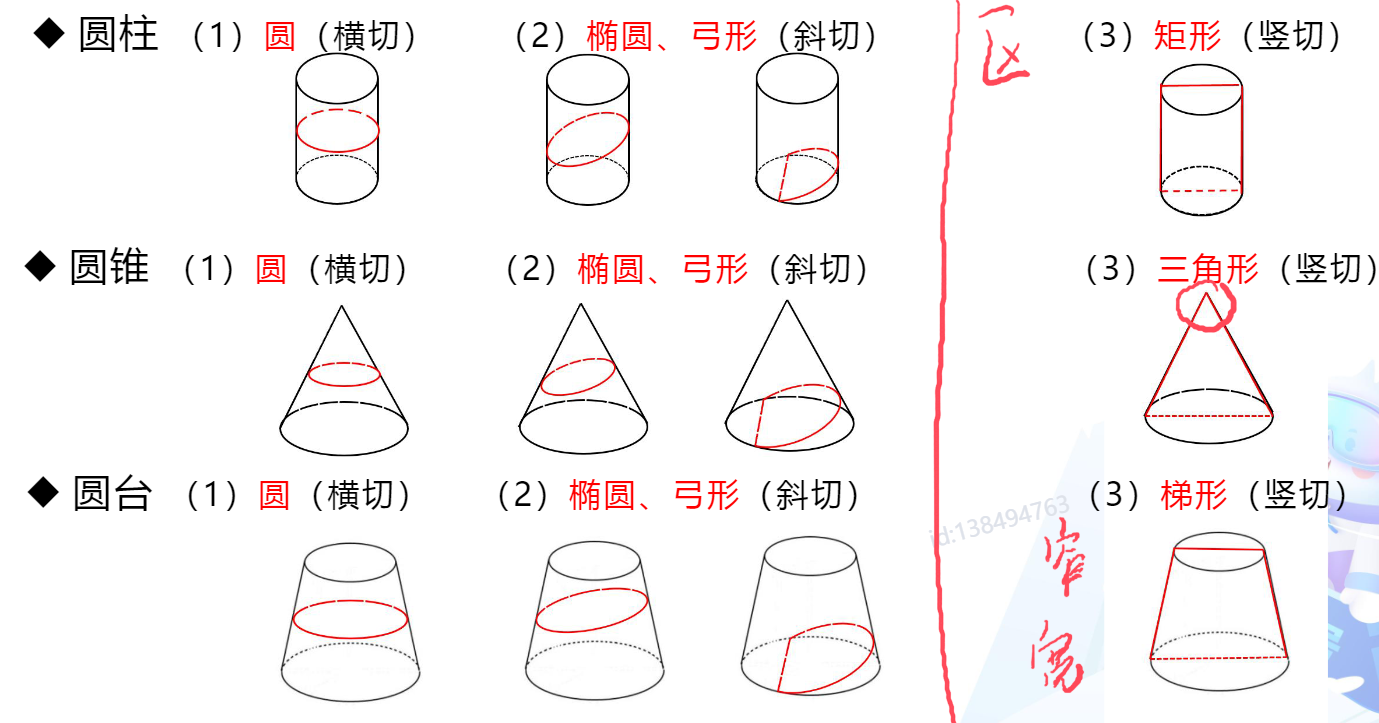 ◆ 圆柱 （1）圆（横切） （2）椭圆、弓形（斜切） （3）矩形（竖切）
区
◆ 圆锥 （1）圆（横切） （2）椭圆、弓形（斜切） （3）三角形（竖切）
◆ 圆台 （1）圆（横切） （2）椭圆、弓形（斜切） （3）梯形（竖切）
id:138494763
窄
宽